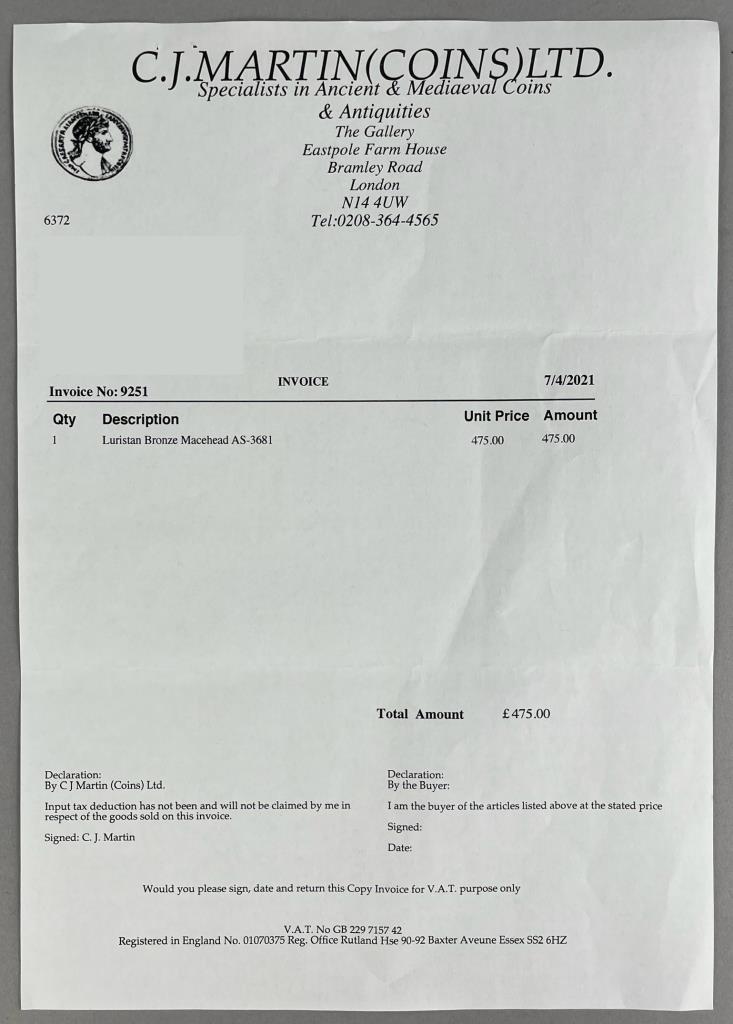 C.J.MARTIN(COINS)LTD.
Specialists in Ancient & Mediaeval Coins
& Antiquities
The Gallery
Eastpole Farm House
Bramley Road
London
N14 4UW
Tel:0208-364-4565
6372
Invoice No: 9251 INVOICE 7/4/2021
Qty Description Unit Price Amount
1 Luristan Bronze Macehead AS-3681 475.00 475.00
Total Amount £475.00
Declaration:
By C J Martin (Coins) Ltd.
Input tax deduction has not been and will not be claimed by me in
respect of the goods sold on this invoice.
Signed: C. J. Martin
Declaration:
By the Buyer:
I am the buyer of the articles listed above at the stated price
Signed:
Date:
Would you please sign, date and return this Copy Invoice for V.A.T. purpose only
V.A.T. No GB 229 7157 42
Registered in England No. 01070375 Reg. Office Rutland Hse 90-92 Baxter Aveune Essex SS2 6HZ